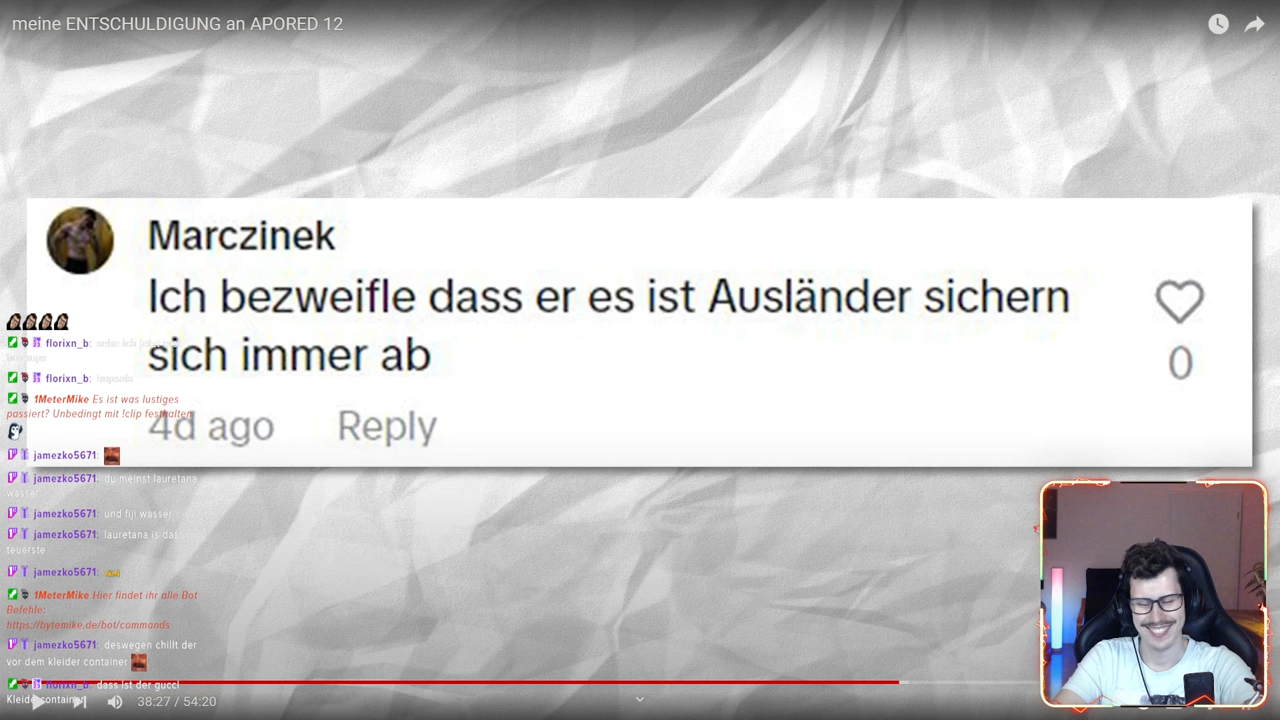 meine ENTSCHULDIGUNG an APORED 12
Marczinek
Ich bezweifle dass er es ist Ausländer sichern
sich immer ab
0
4d ago Reply
florixn_b:
florixn_b:
1MeterMike Es ist was lustiges
passiert? Unbedingt mit !clip festhalten
jamezko5671:
jamezko5671: du meinst lauretana
wasser
jamezko5671: und fiji wasser
jamezko5671: lauretana is das
teuerste
jamezko5671:
1MeterMike Hier findet ihr alle Bot
Befehle:
https://bytemike.de/bot/commands
jamezko5671: deswegen chillt der
vor dem kleider container
florixn_b: dass ist der gucci
Kleidercontainer
38:27 / 54:20